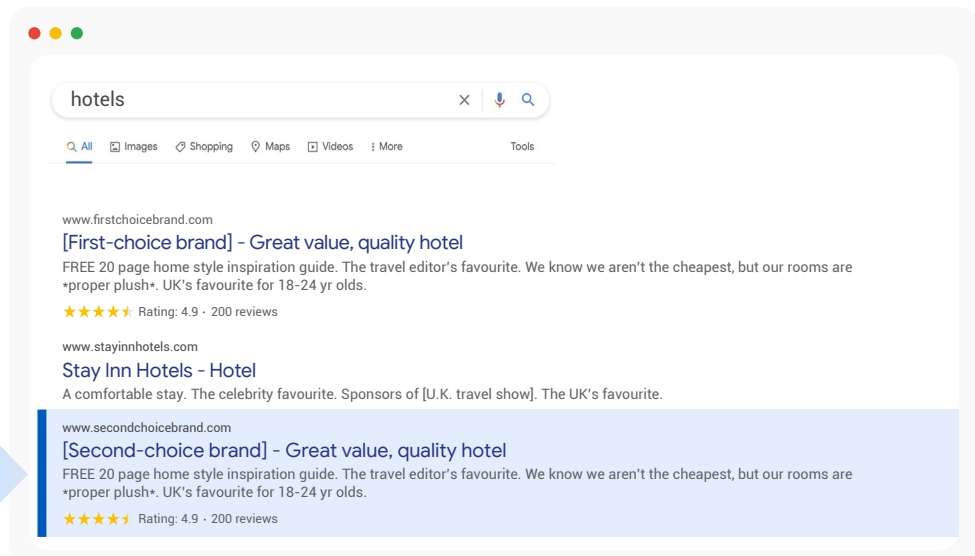 hotels
All Images Shopping Maps Videos More Tools
www.firstchoicebrand.com
[First-choice brand] - Great value, quality hotel
FREE 20 page home style inspiration guide. The travel editor's favourite. We know we aren't the cheapest, but our rooms are
*proper plush*. UK's favourite for 18-24 yr olds.
Rating: 4.9 · 200 reviews
www.stayinnhotels.com
Stay Inn Hotels - Hotel
A comfortable stay. The celebrity favourite. Sponsors of [U.K. travel show]. The UK's favourite.
www.secondchoicebrand.com
[Second-choice brand] - Great value, quality hotel
FREE 20 page home style inspiration guide. The travel editor's favourite. We know we aren't the cheapest, but our rooms are
*proper plush*. UK's favourite for 18-24 yr olds.
Rating: 4.9 · 200 reviews